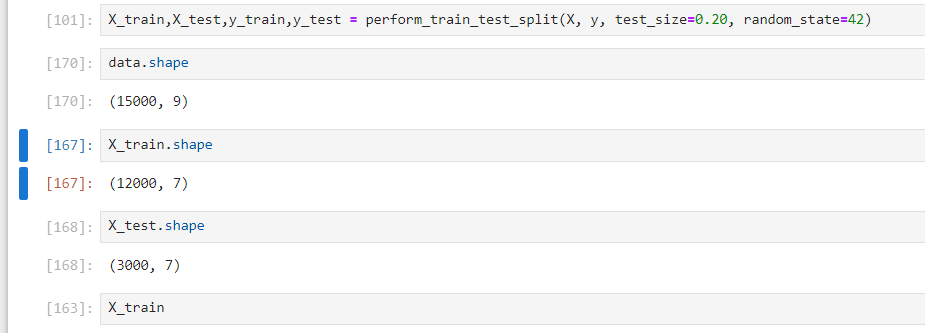 [101]: X_train,X_test,y_train,y_test = perform_train_test_split(X, y, test_size=0.20, random_state=42)
[170]: data.shape
[170]: (15000, 9)
[167]: X_train.shape
[167]: (12000, 7)
[168]: X_test.shape
[168]: (3000, 7)
[163]: X_train